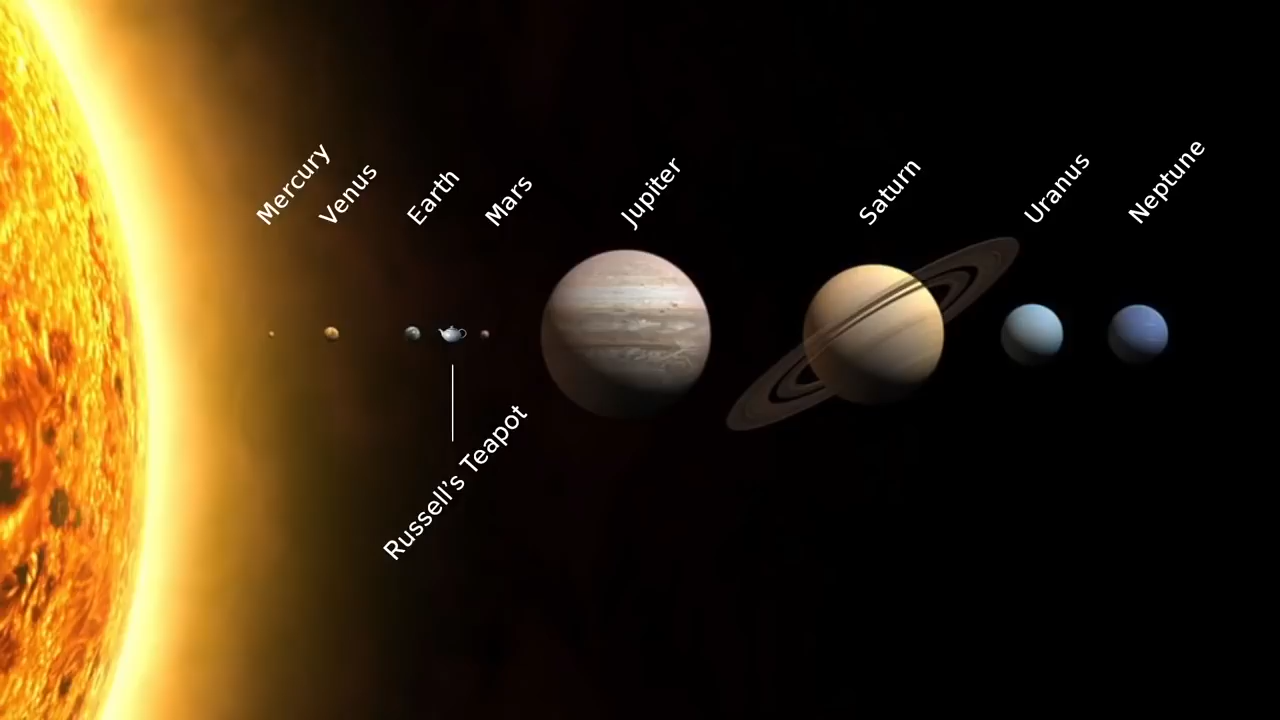 Mercury
Venus
Earth
Mars
Jupiter
Saturn
Uranus
Neptune
Russell's Teapot